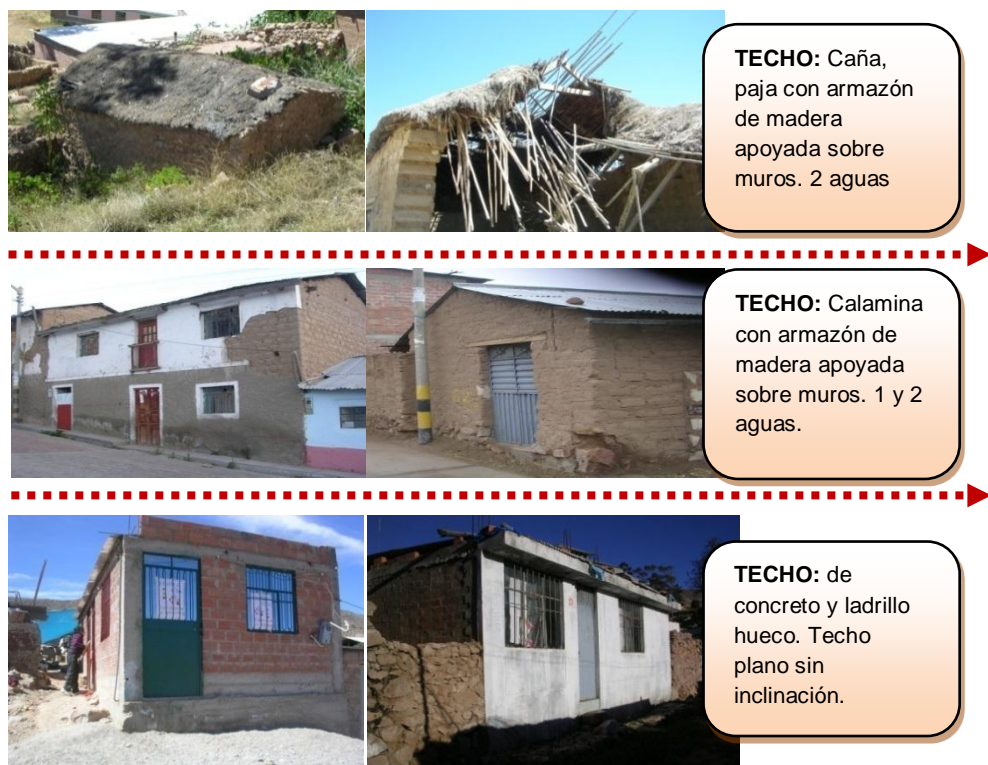 TECHO: Caña,
paja con armazón
de madera
apoyada sobre
muros. 2 aguas
TECHO: Calamina
con armazón de
madera apoyada
sobre muros. 1 y 2
aguas.
TECHO: de
concreto y ladrillo
hueco. Techo
plano sin
inclinación.